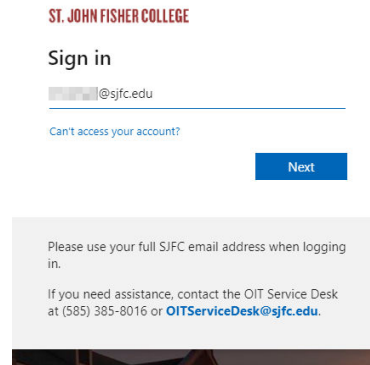 ST. JOHN FISHER COLLEGE
Sign in
@sjfc.edu
Can't access your account?
Next
Please use your full SJFC email address when logging
in.
If you need assistance, contact the OIT Service Desk
at (585) 385-8016 or OITServiceDesk@sjfc.edu.